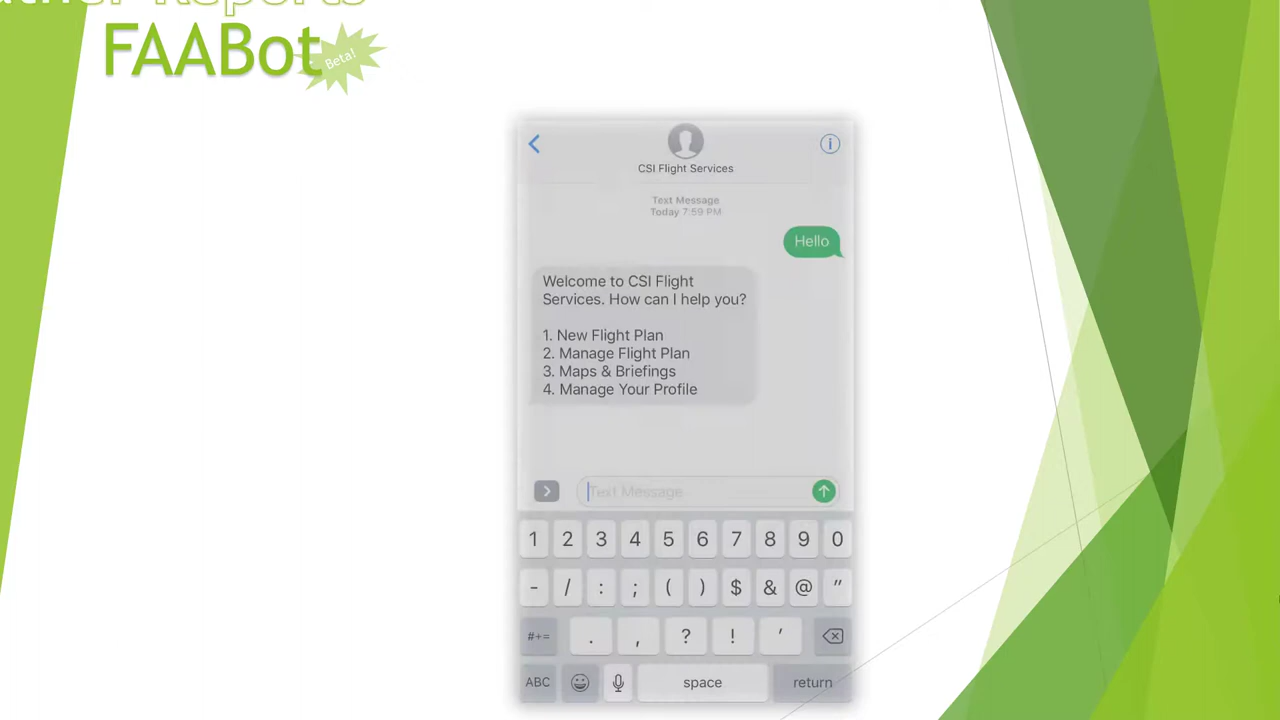 Reports
FAABot
Beta!
CSI Flight Services
Text Message
Today 7:59 PM
Hello
Welcome to CSI Flight
Services. How can I help you?
1. New Flight Plan
2. Manage Flight Plan
3. Maps & Briefings
4. Manage Your Profile
Text Message
1 2 3 4 5 6 7 8 9 0
- / : ; ( ) $ & @ "
#+= . , ? ! '
ABC space return